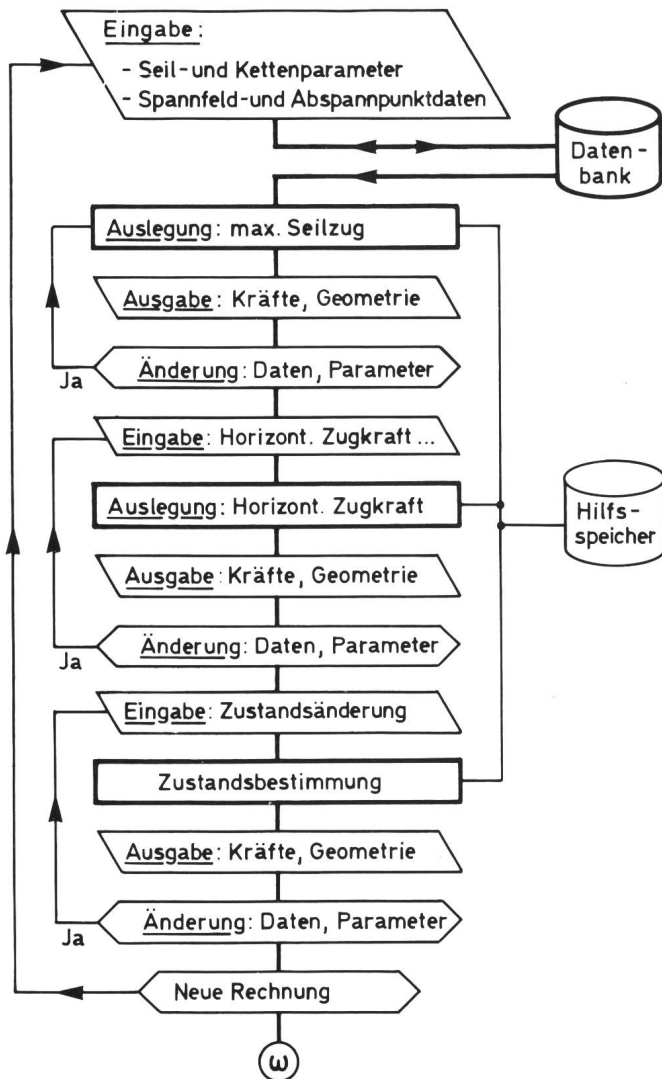 Eingabe:
- Seil- und Kettenparameter
- Spannfeld- und Abspannpunktdaten
Daten-
bank
Auslegung: max. Seilzug
Ausgabe: Kräfte, Geometrie
Änderung: Daten, Parameter
Ja
Eingabe: Horizont. Zugkraft ...
Auslegung: Horizont. Zugkraft
Hilfs-
speicher
Ausgabe: Kräfte, Geometrie
Änderung: Daten, Parameter
Ja
Eingabe: Zustandsänderung
Zustandsbestimmung
Ausgabe: Kräfte, Geometrie
Änderung: Daten, Parameter
Ja
Neue Rechnung
ω